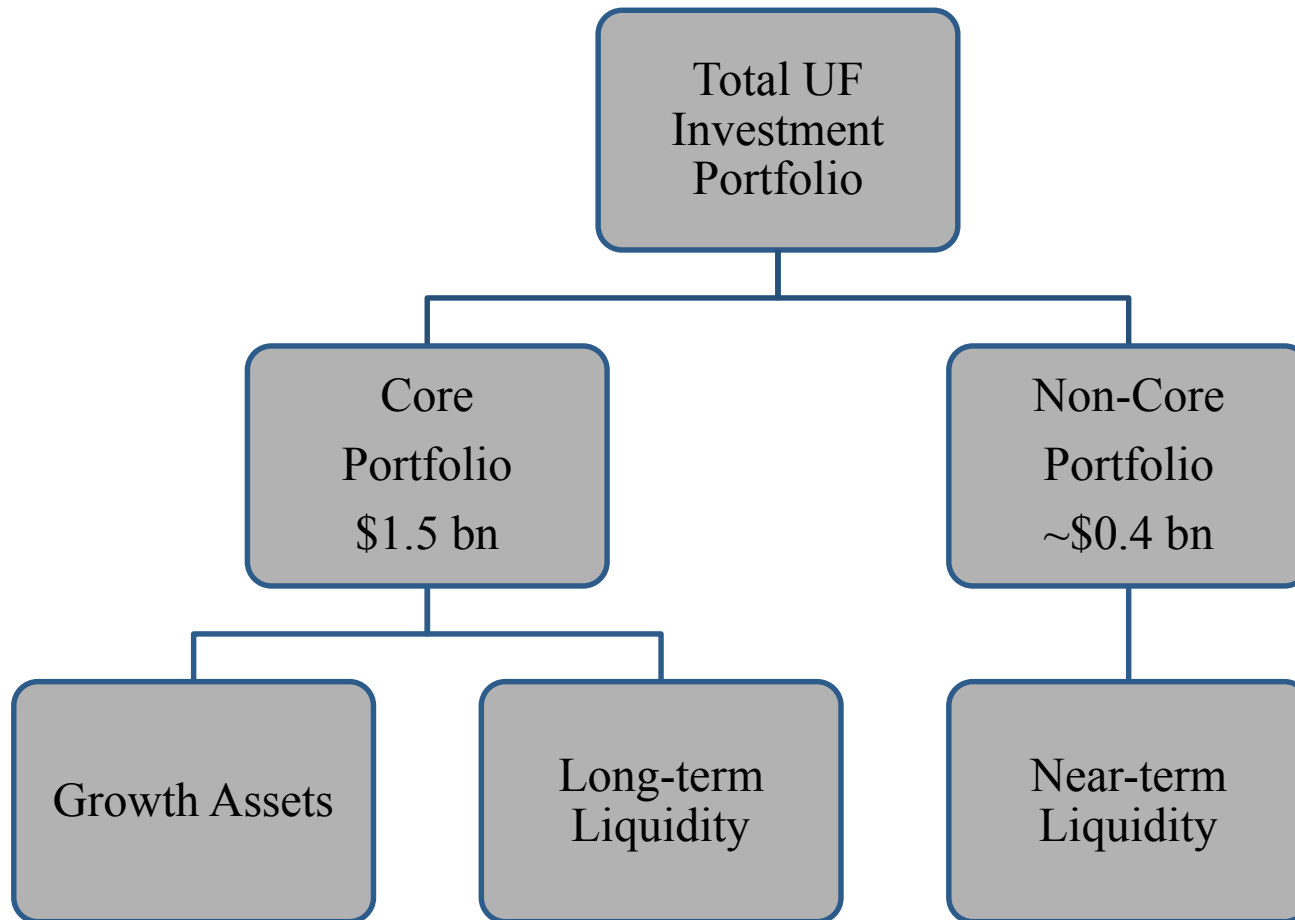 Total UF
Investment
Portfolio
Core
Portfolio
$1.5 bn
Non-Core
Portfolio
~$0.4 bn
Growth Assets
Long-term
Liquidity
Near-term
Liquidity